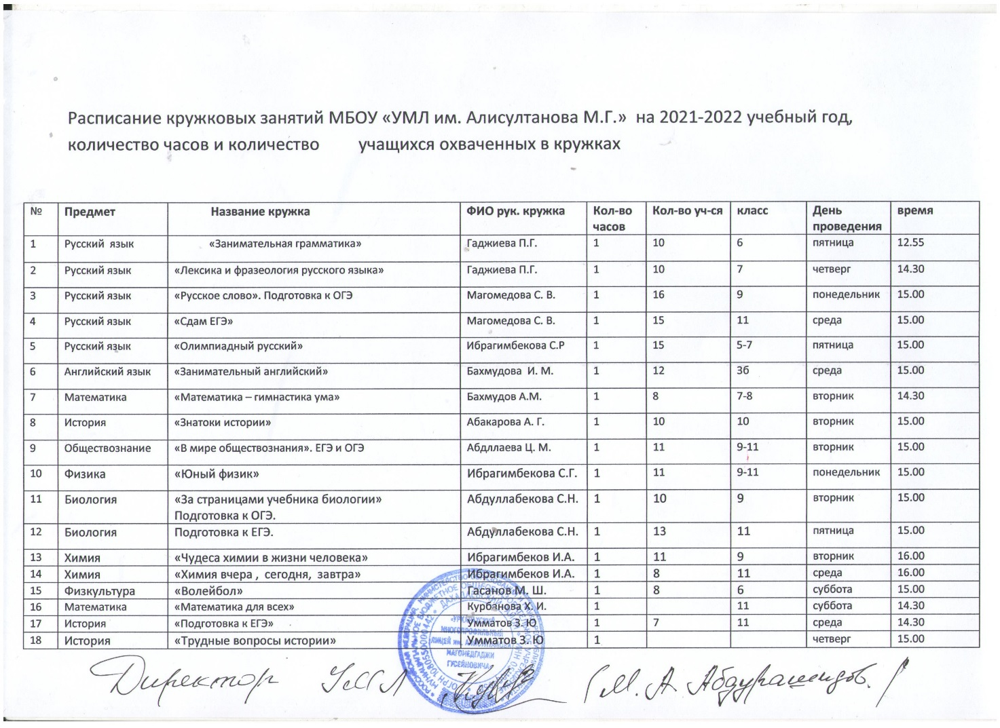 Расписание кружковых занятий МБОУ «УМЛ им. Алисултанова М.Г.» на 2021-2022 учебный год,
количество часов и количество учащихся охваченных в кружках
№ Предмет Название кружка ФИО рук. кружка Кол-во часов Кол-во уч-ся класс День проведения время
1 Русский язык «Занимательная грамматика» Гаджиева П.Г. 1 10 6 пятница 12.55
2 Русский язык «Лексика и фразеология русского языка» Гаджиева П.Г. 1 10 7 четверг 14.30
3 Русский язык «Русское слово». Подготовка к ОГЭ Магомедова С. В. 1 16 9 понедельник 15.00
4 Русский язык «Сдам ЕГЭ» Магомедова С. В. 1 15 11 среда 15.00
5 Русский язык «Олимпиадный русский» Ибрагимбекова С.Р 1 15 5-7 пятница 15.00
6 Английский язык «Занимательный английский» Бахмудова И. М. 1 12 3б среда 15.00
7 Математика «Математика – гимнастика ума» Бахмудов А.М. 1 8 7-8 вторник 14.30
8 История «Знатоки истории» Абакарова А. Г. 1 10 10 вторник 15.00
9 Обществознание «В мире обществознания». ЕГЭ и ОГЭ Абдллаева Ц. М. 1 11 9-11 вторник 15.00
10 Физика «Юный физик» Ибрагимбекова С.Г. 1 11 9-11 понедельник 15.00
11 Биология «За страницами учебника биологии» Абдуллабекова С.Н. 1 10 9 вторник 15.00
Подготовка к ОГЭ.
12 Биология Подготовка к ЕГЭ. Абдуллабекова С.Н. 1 13 11 пятница 15.00
13 Химия «Чудеса химии в жизни человека» Ибрагимбеков И.А. 1 11 9 вторник 16.00
14 Химия «Химия вчера , сегодня, завтра» Ибрагимбеков И.А. 1 8 11 среда 16.00
15 Физкультура «Волейбол» Гасанов М. Ш. 1 8 6 суббота 15.00
16 Математика «Математика для всех» Курбанова Х. И. 1 11 суббота 14.30
17 История «Подготовка к ЕГЭ» Умматов З. Ю 1 7 11 среда 14.30
18 История «Трудные вопросы истории» Умматов З. Ю 1 четверг 15.00
МНОГОПРОФИЛЬНЫЙ
МАГОМЕДГАДЖИ
ГУСЕЙНОВИЧА
Директор УМЛ (М. А Абдурашидов.)